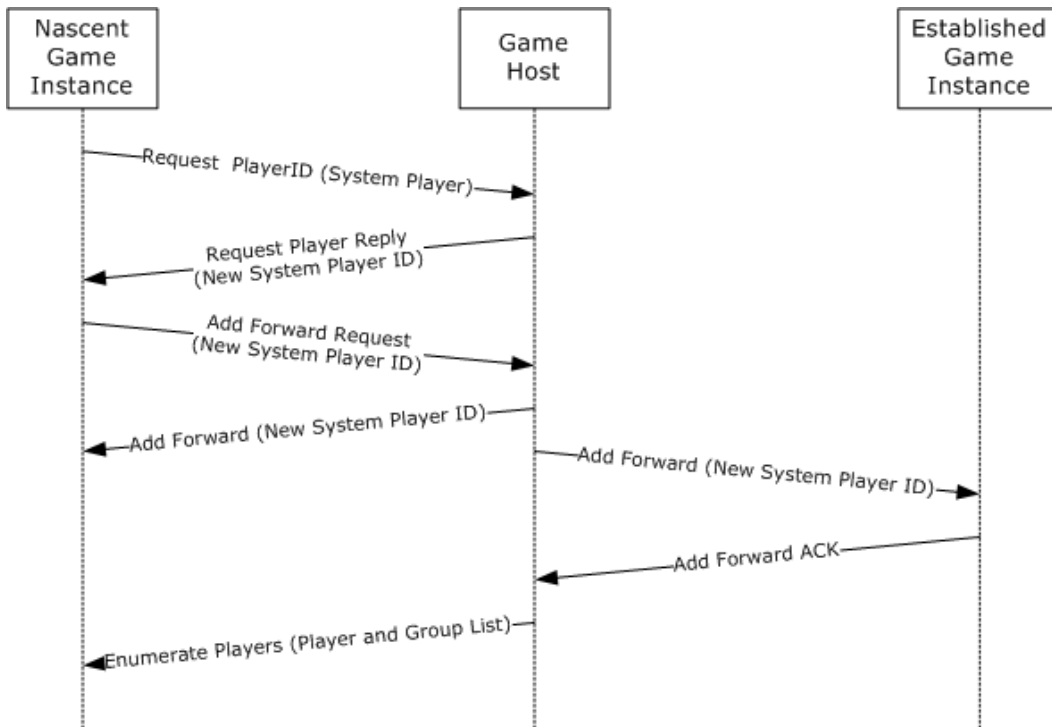 Nascent
Game
Instance
Game
Host
Established
Game
Instance
Request PlayerID (System Player)
Request Player Reply
(New System Player ID)
Add Forward Request
(New System Player ID)
Add Forward (New System Player ID)
Add Forward (New System Player ID)
Add Forward ACK
Enumerate Players (Player and Group List)